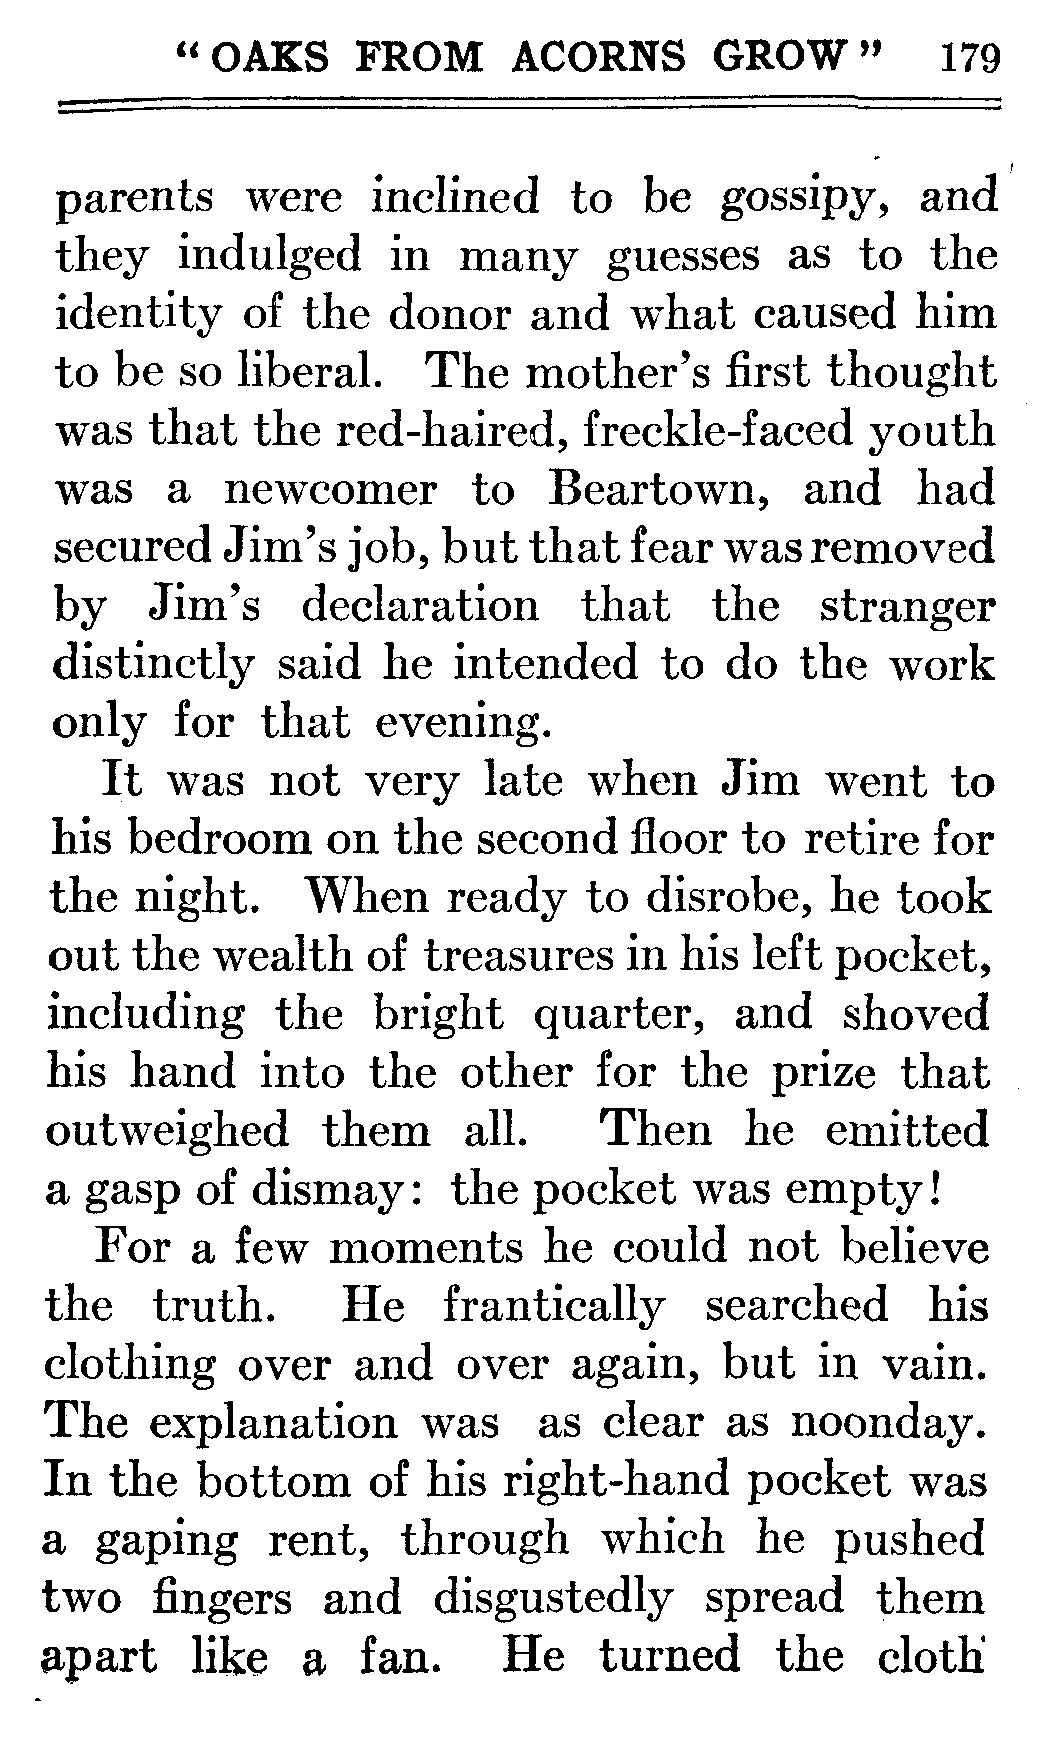 “ OAKS FROM ACORNS GROW ” 179
parents were inclined to be gossipy, and
they indulged in many guesses as to the
identity of the donor and what caused him
to be so liberal. The mother’s first thought
was that the red-haired, freckle-faced youth
was a newcomer to Beartown, and had
secured Jim’s job, but that fear was removed
by Jim’s declaration that the stranger
distinctly said he intended to do the work
only for that evening.
It was not very late when Jim went to
his bedroom on the second floor to retire for
the night. When ready to disrobe, he took
out the wealth of treasures in his left pocket,
including the bright quarter, and shoved
his hand into the other for the prize that
outweighed them all. Then he emitted
a gasp of dismay: the pocket was empty!
For a few moments he could not believe
the truth. He frantically searched his
clothing over and over again, but in vain.
The explanation was as clear as noonday.
In the bottom of his right-hand pocket was
a gaping rent, through which he pushed
two fingers and disgustedly spread them
apart like a fan. He turned the cloth